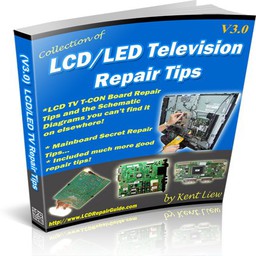 V3.0
Collection of
LCD/LED Television
Repair Tips
*LCD TV T-CON Board Repair
Tips and the Schematic
Diagrams you can't find it
on elsewhere!
* Mainboard Secret Repair
Tips...
* Included much more good
repair tips!
by Kent Liew
http://www.LCDRepairGuide.com
(V3.0) LCD/LED TV Repair Tips